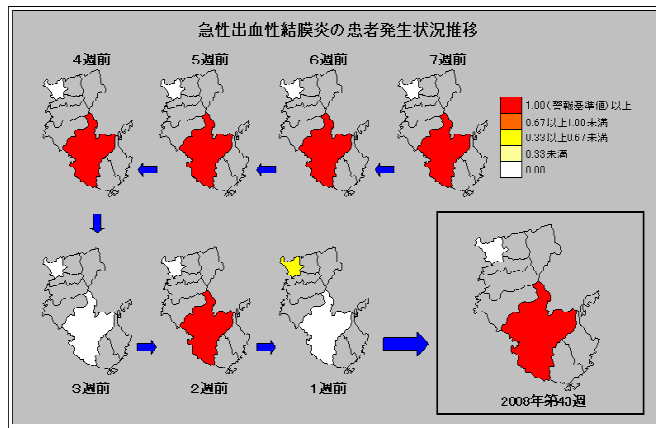 急性出血性結膜炎の患者発生状況推移
4週前
5週前
6週前
7週前
1.00(警報基準値)以上
0.67以上1.00未満
0.33以上0.67未満
0.33未満
0.00
3週前
2週前
1週前
2008年第43週